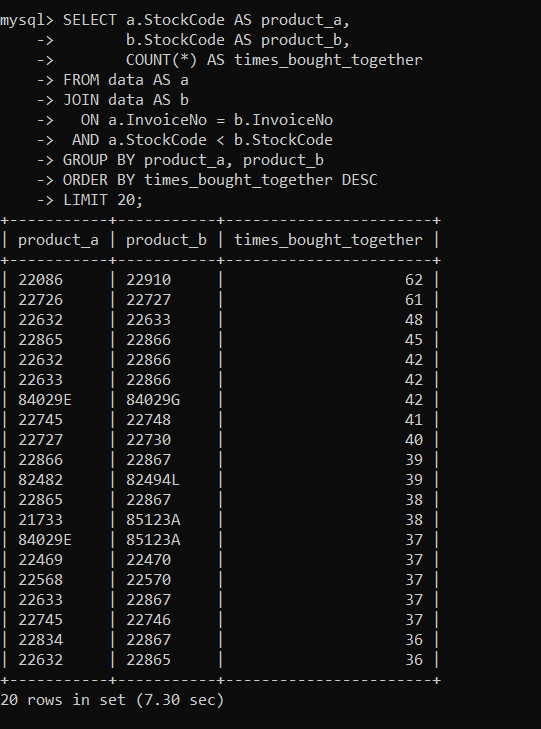 mysql> SELECT a.StockCode AS product_a,
    ->        b.StockCode AS product_b,
    ->        COUNT(*) AS times_bought_together
    -> FROM data AS a
    -> JOIN data AS b
    ->   ON a.InvoiceNo = b.InvoiceNo
    ->  AND a.StockCode < b.StockCode
    -> GROUP BY product_a, product_b
    -> ORDER BY times_bought_together DESC
    -> LIMIT 20;
+-----------+-----------+-----------------------+
| product_a | product_b | times_bought_together |
+-----------+-----------+-----------------------+
| 22086     | 22910     |                    62 |
| 22726     | 22727     |                    61 |
| 22632     | 22633     |                    48 |
| 22865     | 22866     |                    45 |
| 22632     | 22866     |                    42 |
| 22633     | 22866     |                    42 |
| 84029E    | 84029G    |                    42 |
| 22745     | 22748     |                    41 |
| 22727     | 22730     |                    40 |
| 22866     | 22867     |                    39 |
| 82482     | 82494L    |                    39 |
| 22865     | 22867     |                    38 |
| 21733     | 85123A    |                    38 |
| 84029E    | 85123A    |                    37 |
| 22469     | 22470     |                    37 |
| 22568     | 22570     |                    37 |
| 22633     | 22867     |                    37 |
| 22745     | 22746     |                    37 |
| 22834     | 22867     |                    36 |
| 22632     | 22865     |                    36 |
+-----------+-----------+-----------------------+
20 rows in set (7.30 sec)